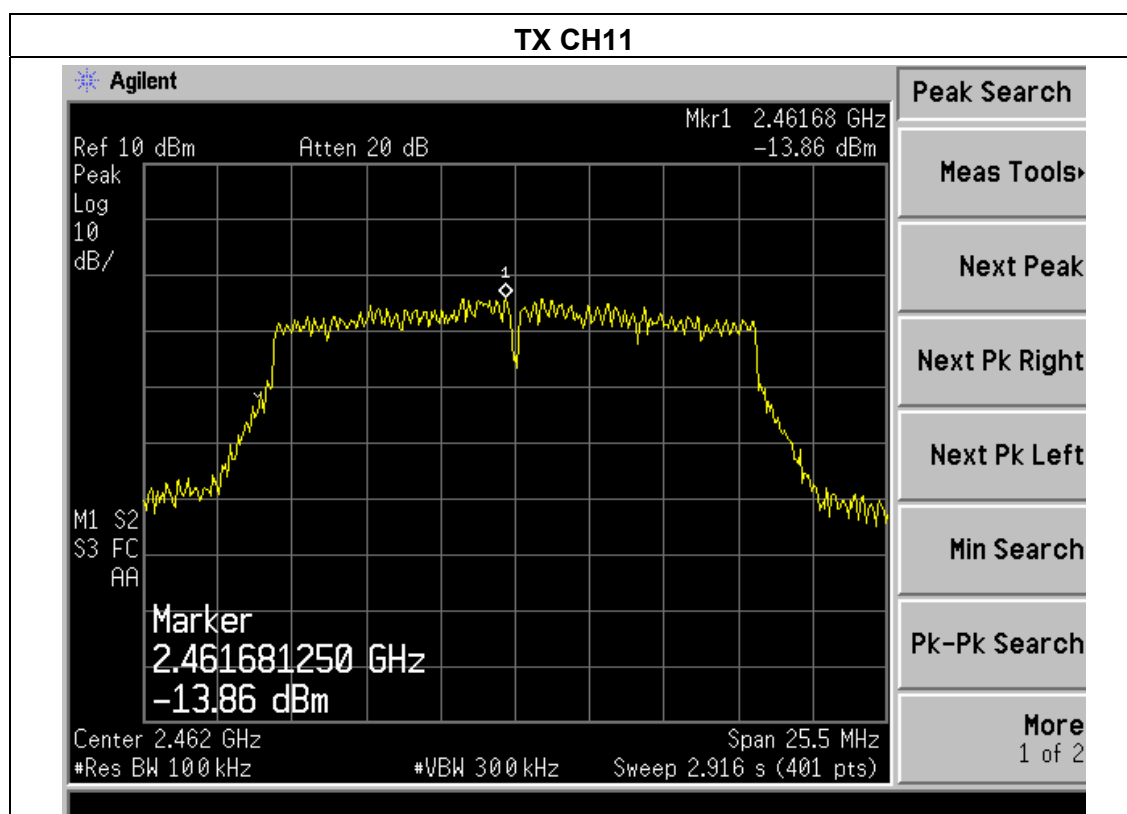 TX CH11
Agilent
Peak Search
Mkr1 2.46168 GHz
Ref 10 dBm Atten 20 dB -13.86 dBm
Peak
Log
10
dB/
1
M1 S2
S3 FC
AA
Marker
2.461681250 GHz
-13.86 dBm
Center 2.462 GHz Span 25.5 MHz
#Res BW 100 kHz #VBW 300 kHz Sweep 2.916 s (401 pts)
Meas Tools
Next Peak
Next Pk Right
Next Pk Left
Min Search
Pk-Pk Search
More
1 of 2